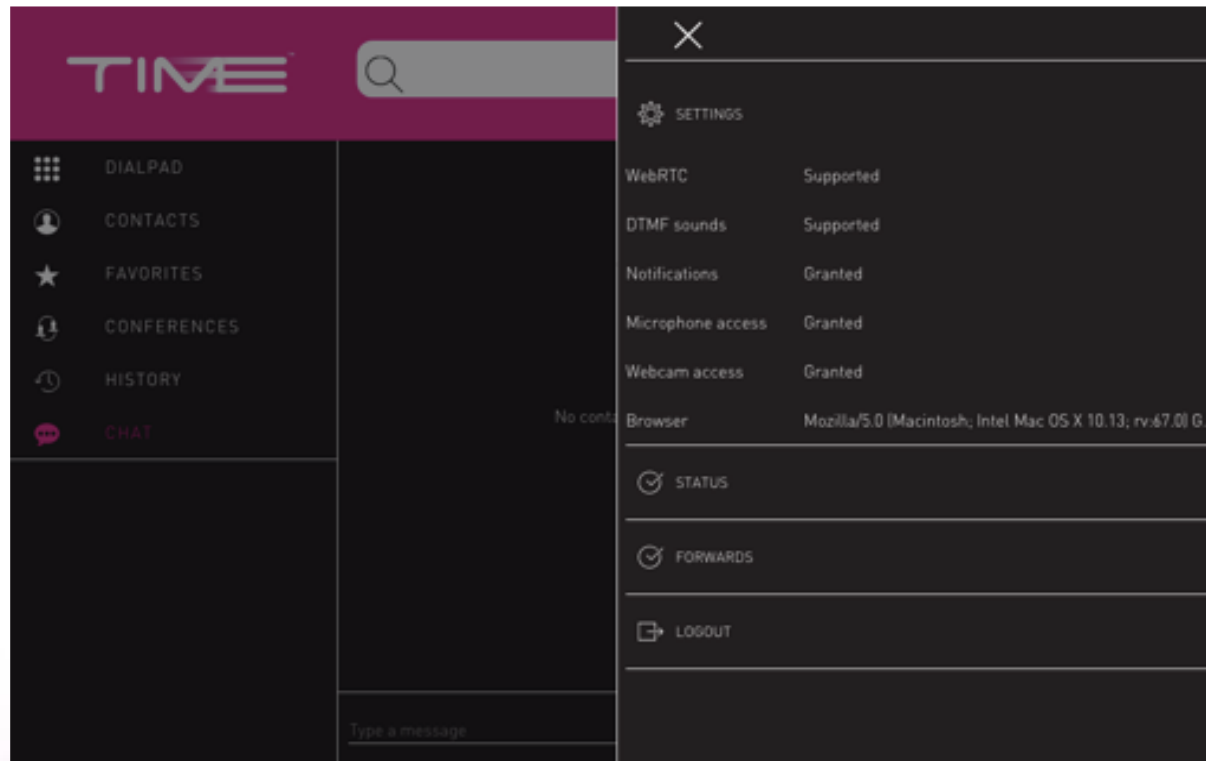 TIME
DIALPAD
CONTACTS
FAVORITES
CONFERENCES
HISTORY
CHAT
No conta
Type a message
SETTINGS
WebRTC Supported
DTMF sounds Supported
Notifications Granted
Microphone access Granted
Webcam access Granted
Browser Mozilla/5.0 (Macintosh; Intel Mac OS X 10.13; rv:67.0) G.
STATUS
FORWARDS
LOGOUT